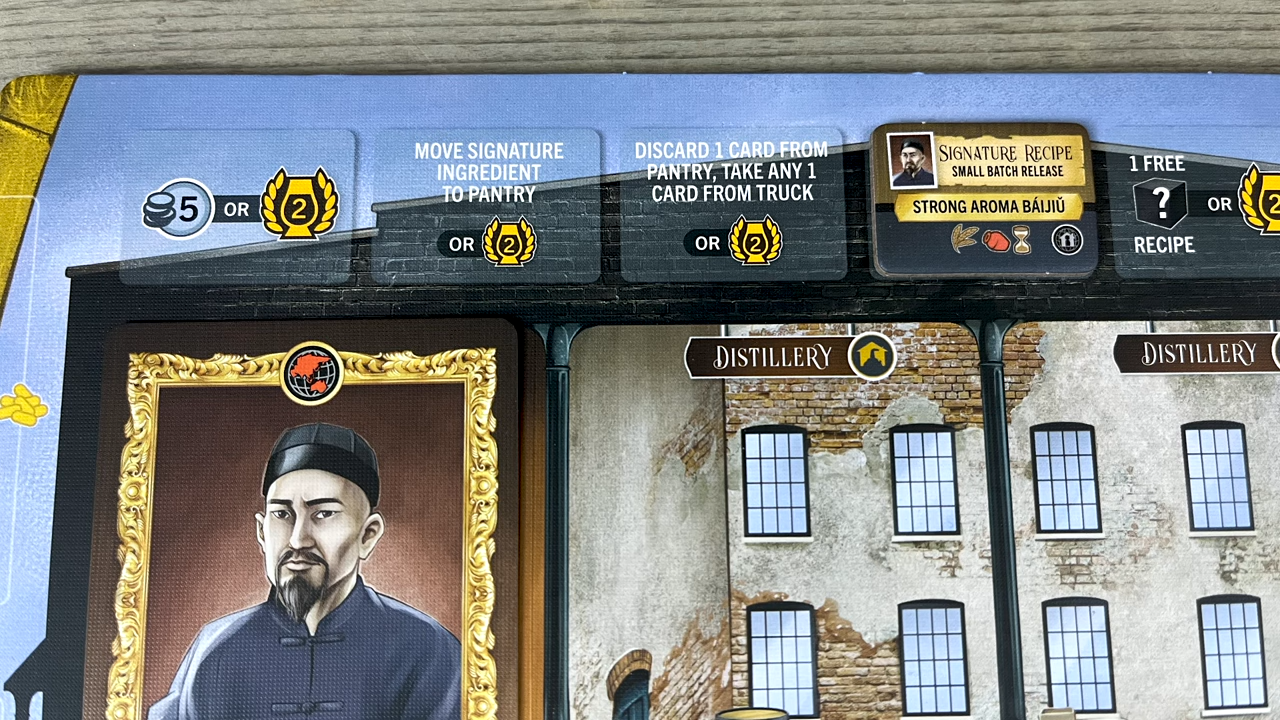 5 OR 2
MOVE SIGNATURE
INGREDIENT
TO PANTRY
OR 2
DISCARD 1 CARD FROM
PANTRY, TAKE ANY 1
CARD FROM TRUCK
OR 2
SIGNATURE RECIPE
SMALL BATCH RELEASE
STRONG AROMA BÁIJIǓ
1 FREE
?
RECIPE
OR 2
DISTILLERY
DISTILLERY